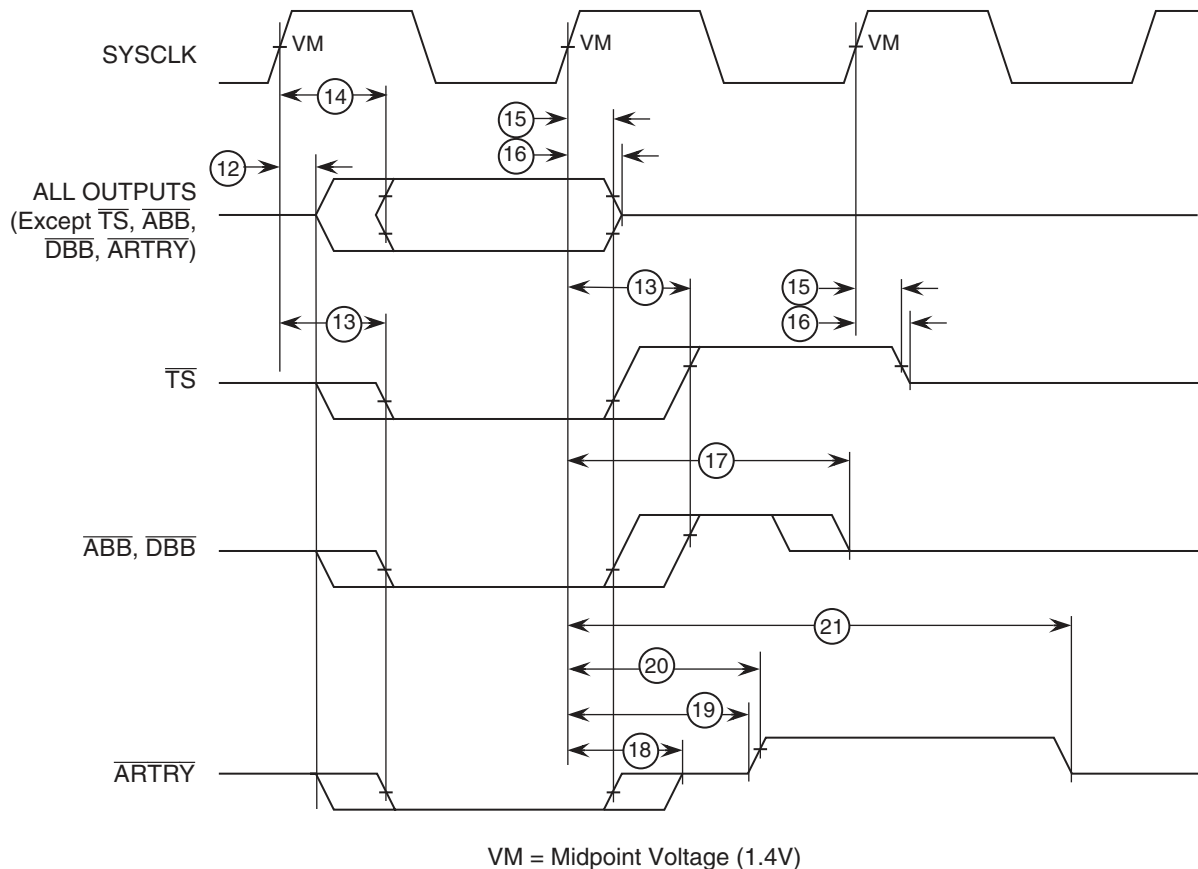 SYSCLK
VM
VM
VM
14
15
16
12
ALL OUTPUTS
(Except TS, ABB,
DBB, ARTRY)
13
15
13
16
TS
17
ABB, DBB
21
20
19
18
ARTRY
VM = Midpoint Voltage (1.4V)